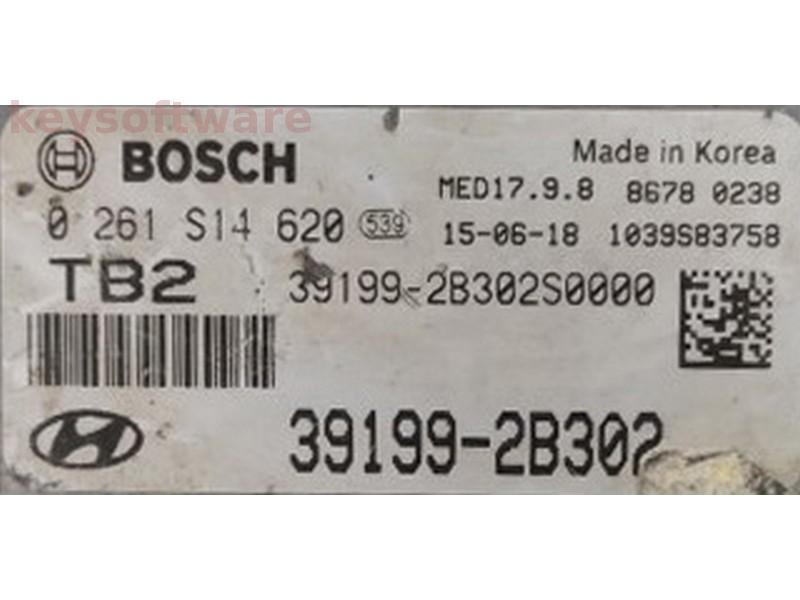 keysoftware
BOSCH
Made in Korea
MED17.9.8 8678 0238
0 261 S14 620 539
15-06-18 1039S83758
TB2 39199-2B302S0000
39199-2B302